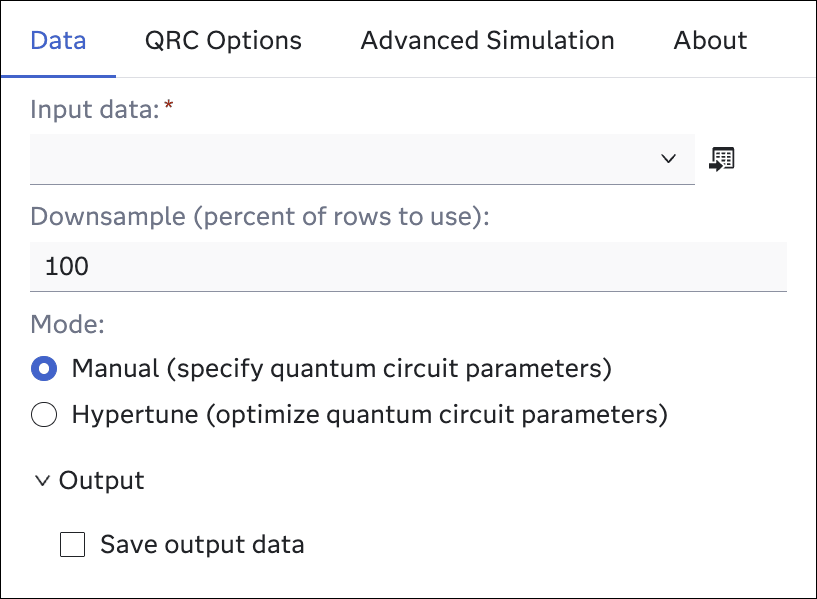 Data QRC Options Advanced Simulation About
Input data:*
Downsample (percent of rows to use):
100
Mode:
Manual (specify quantum circuit parameters)
Hypertune (optimize quantum circuit parameters)
Output
Save output data